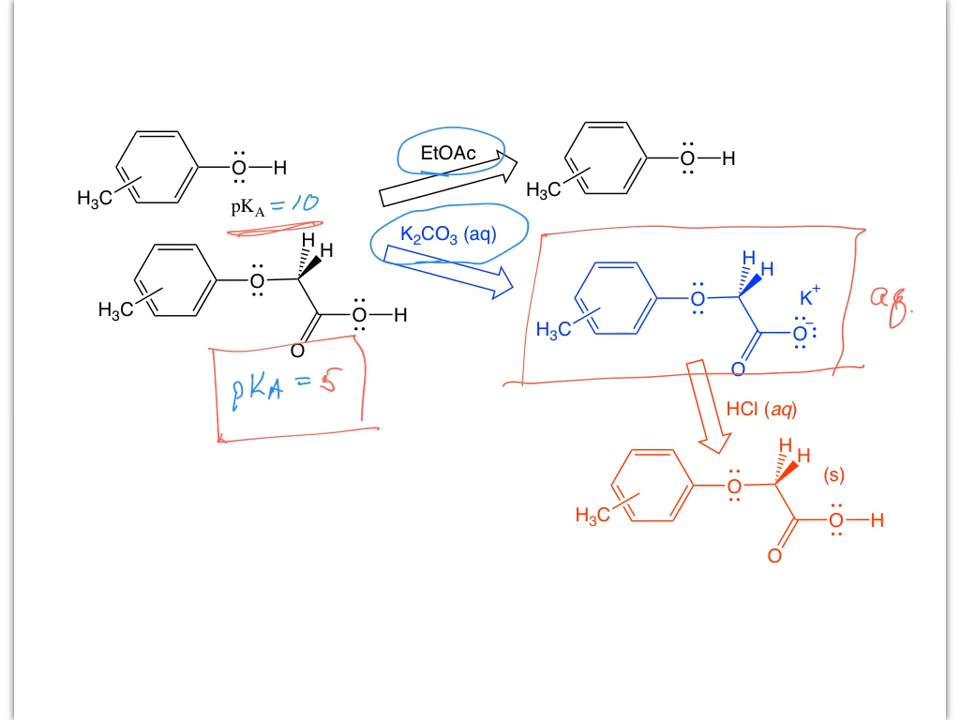 O—H
H₃C
pKₐ = 10
EtOAc
O—H
H₃C
K₂CO₃ (aq)
H
H
O
H₃C
O—H
O
pKA = 5
H
H
O
K⁺
H₃C
O⁻
O
aq.
HCl (aq)
H
H
(s)
O
H₃C
O—H
O